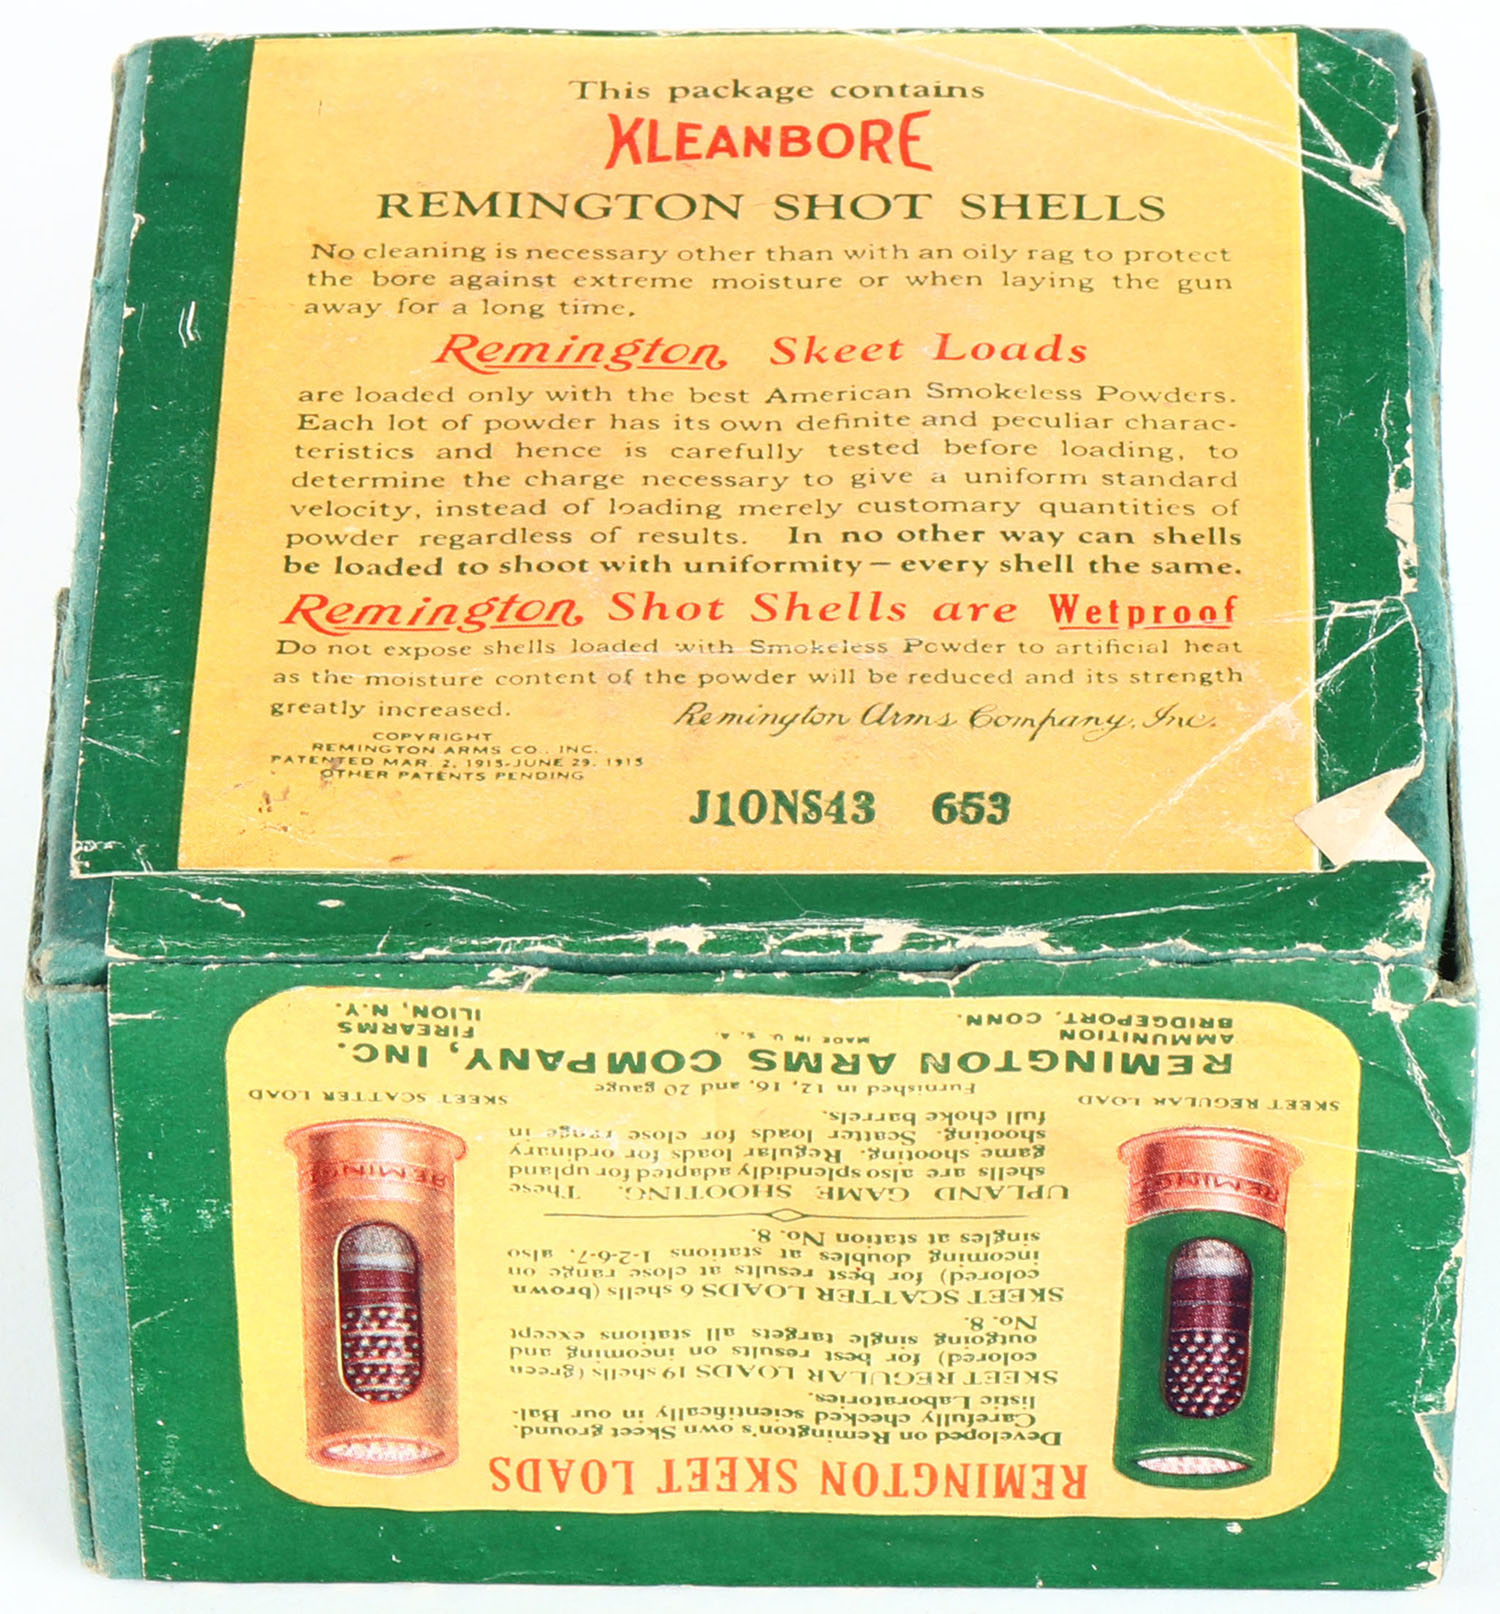 This package contains
KLEANBORE
REMINGTON SHOT SHELLS
No cleaning is necessary other than with an oily rag to protect
the bore against extreme moisture or when laying the gun
away for a long time.
Remington, Skeet Loads
are loaded only with the best American Smokeless Powders.
Each lot of powder has its own definite and peculiar charac-
teristics and hence is carefully tested before loading, to
determine the charge necessary to give a uniform standard
velocity, instead of loading merely customary quantities of
powder regardless of results. In no other way can shells
be loaded to shoot with uniformity—every shell the same.
Remington, Shot Shells are Wetproof
Do not expose shells loaded with Smokeless Powder to artificial heat
as the moisture content of the powder will be reduced and its strength
greatly increased.
Remington Arms Company, Inc.
COPYRIGHT
REMINGTON ARMS CO., INC.
PATENTED MAR. 2, 1915-JUNE 29, 1915
OTHER PATENTS PENDING
J10NS43 653
REMINGTON SKEET LOADS
Developed on Remington's own Skeet ground.
Carefully checked scientifically in our Bal-
listic Laboratories.
SKEET REGULAR LOADS 19 shells (green
colored) for best results on incoming and
outgoing single targets all stations except
No. 8.
SKEET SCATTER LOADS 6 shells (brown
colored) for best results at close range on
incoming doubles at stations 1-2-6-7, also
singles at station No. 8.
UPLAND GAME SHOOTING. These
shells are also splendidly adapted for upland
game shooting. Regular loads for ordinary
shooting. Scatter loads for close range in
full choke barrels.
REMING
REMING
SKEET REGULAR LOAD
Furnished in 12, 16, and 20 gauge
SKEET SCATTER LOAD
REMINGTON ARMS COMPANY, INC.
AMMUNITION
BRIDGEPORT, CONN.
MADE IN U. S. A.
FIREARMS
ILION, N.Y.